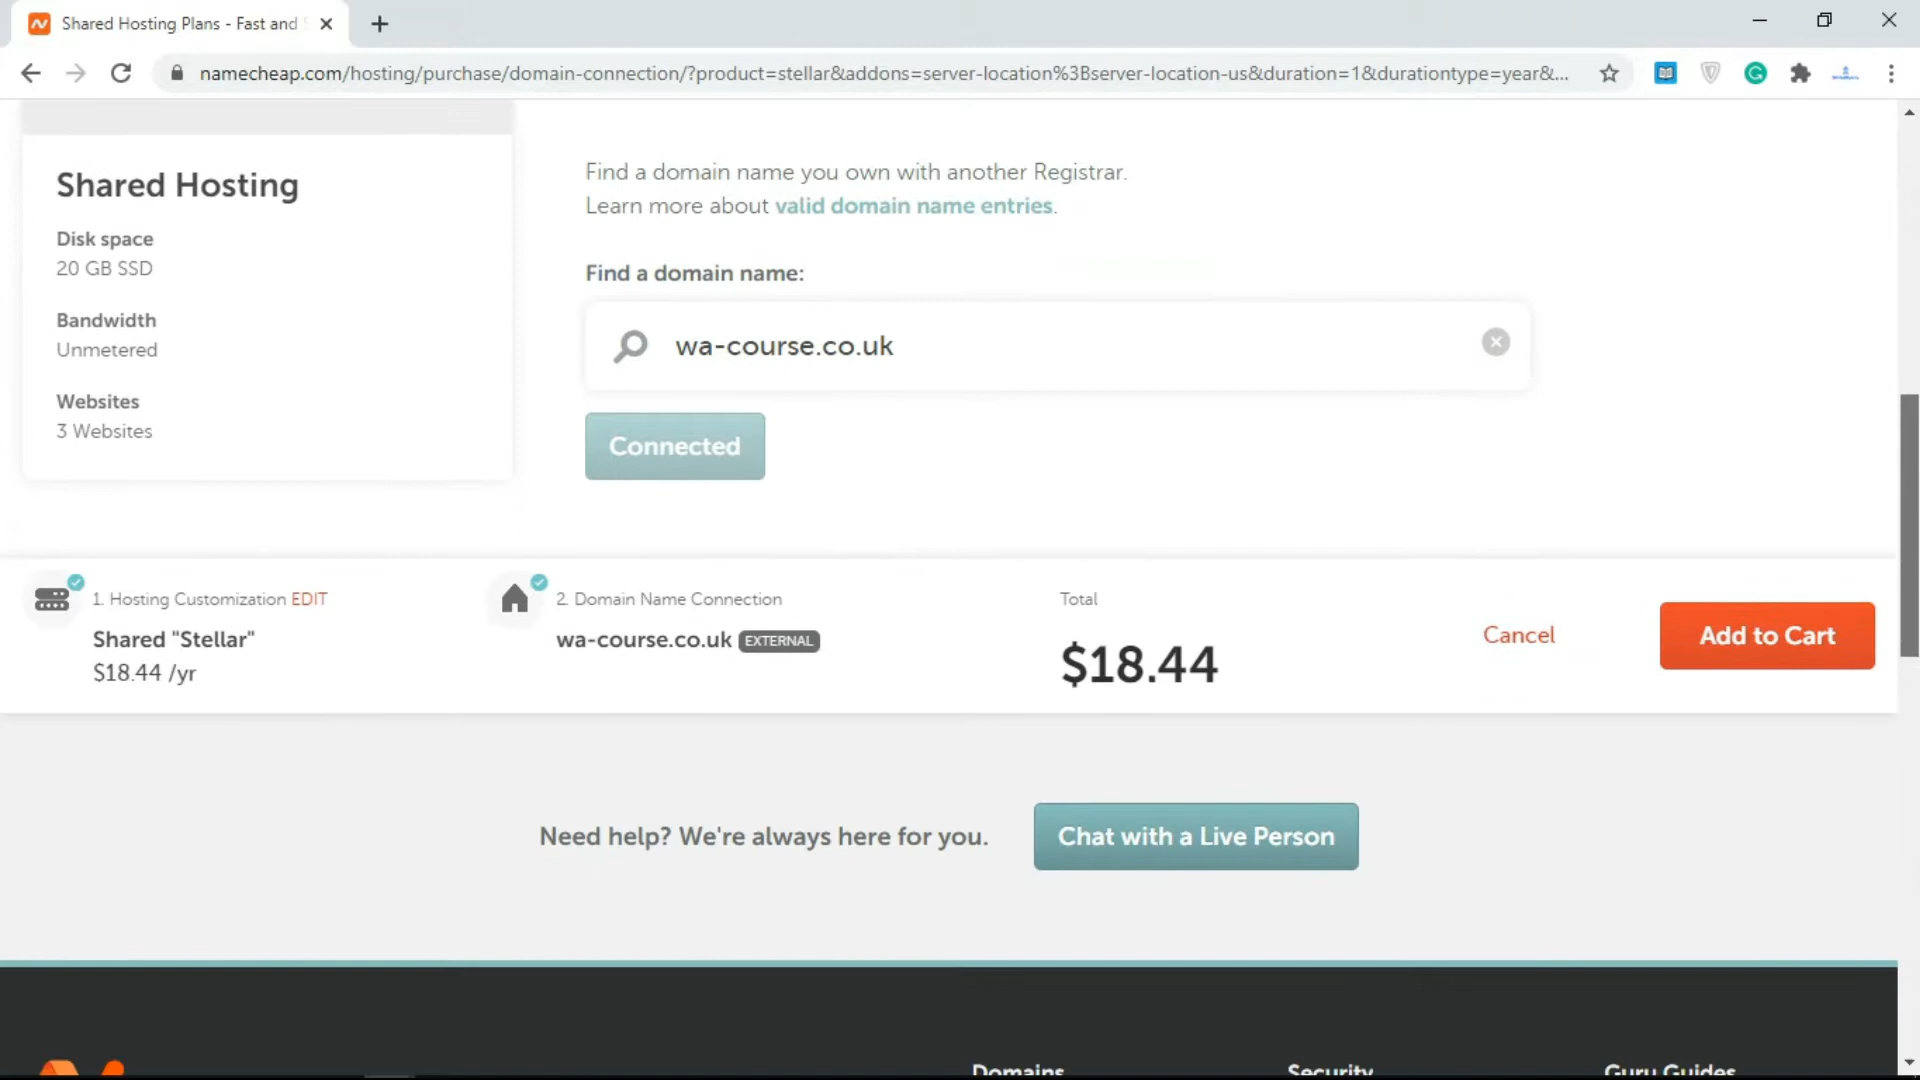 Shared Hosting Plans - Fast and
namecheap.com/hosting/purchase/domain-connection/?product=stellar&addons=server-location%3Bserver-location-us&duration=1&durationtype=year&...
Shared Hosting
Disk space
20 GB SSD
Bandwidth
Unmetered
Websites
3 Websites
Find a domain name you own with another Registrar.
Learn more about valid domain name entries.
Find a domain name:
wa-course.co.uk
Connected
1. Hosting Customization EDIT
Shared "Stellar"
$18.44 /yr
2. Domain Name Connection
wa-course.co.uk EXTERNAL
Total
$18.44
Cancel
Add to Cart
Need help? We're always here for you.
Chat with a Live Person
Domains
Security
Guru Guides